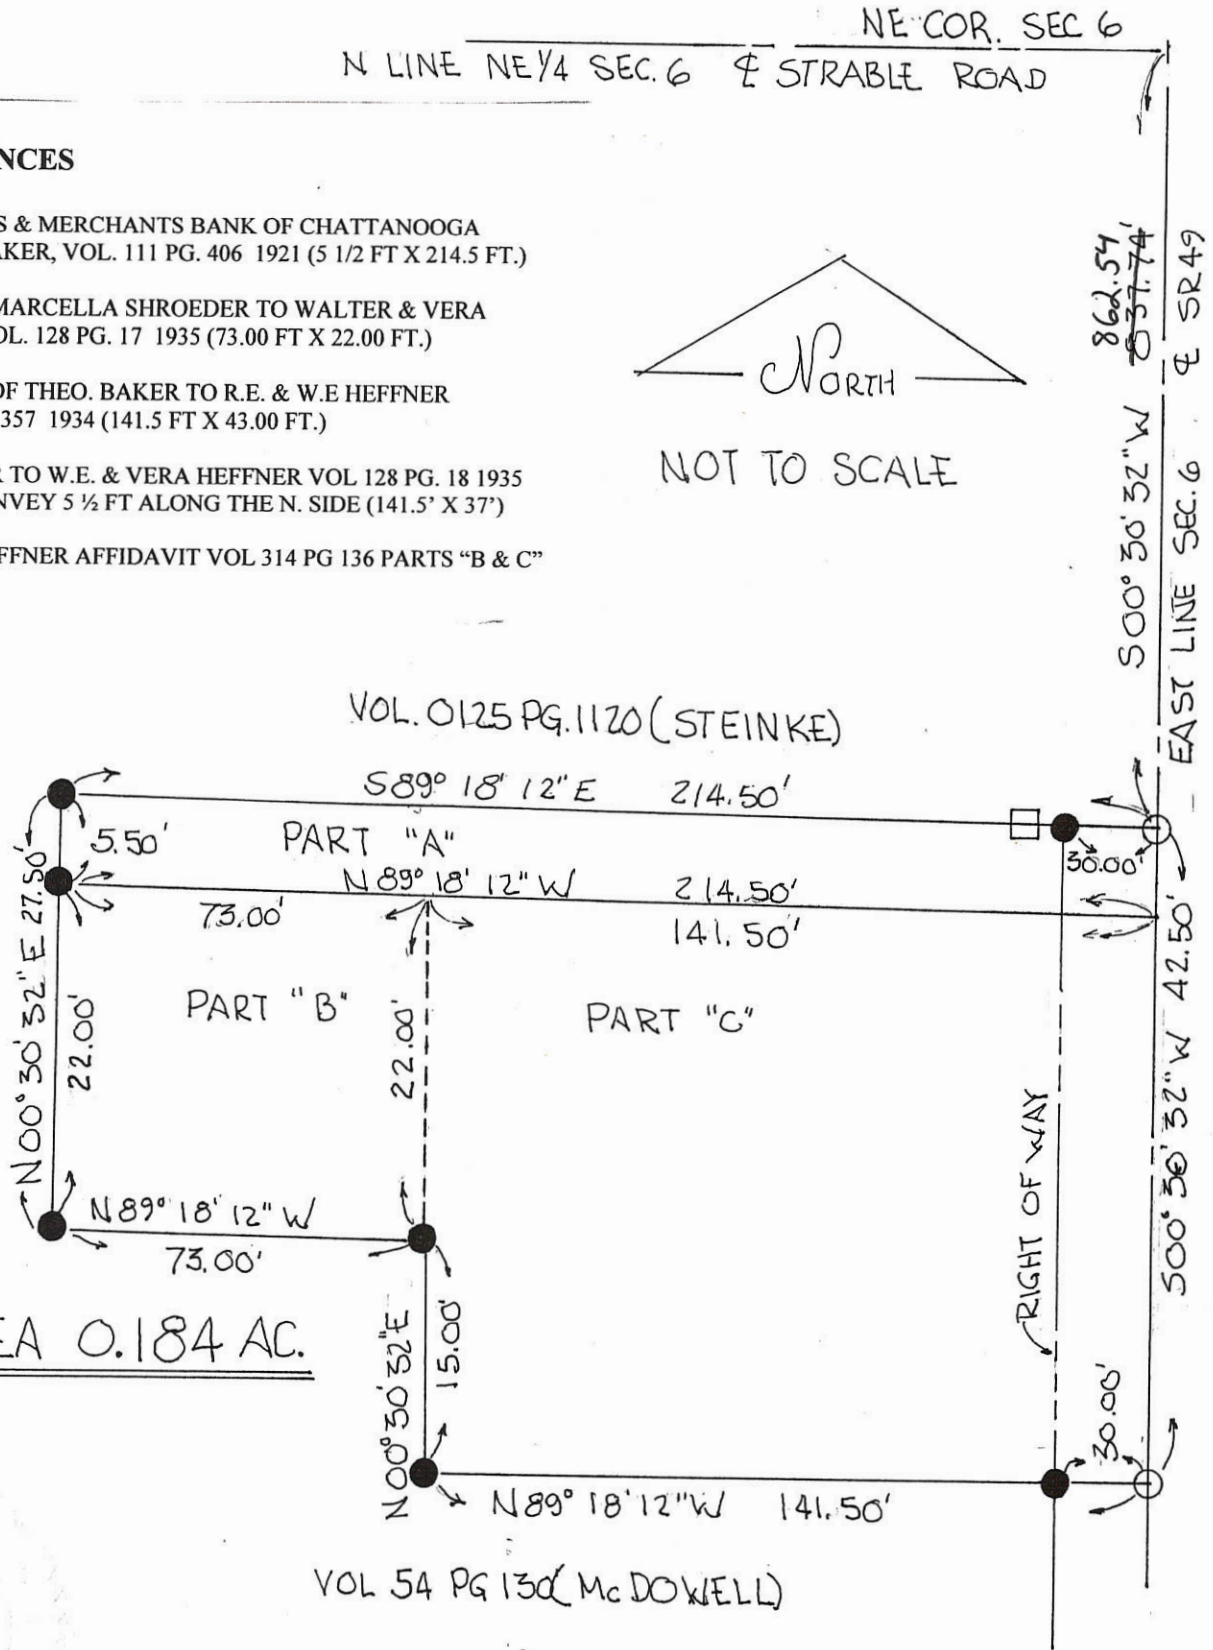 NE COR. SEC 6
N LINE NE 1/4 SEC. 6 ℄ STRABLE ROAD
NCES
S & MERCHANTS BANK OF CHATTANOOGA
AKER, VOL. 111 PG. 406 1921 (5 1/2 FT X 214.5 FT.)
MARCELLA SHROEDER TO WALTER & VERA
OL. 128 PG. 17 1935 (73.00 FT X 22.00 FT.)
OF THEO. BAKER TO R.E. & W.E HEFFNER
357 1934 (141.5 FT X 43.00 FT.)
R TO W.E. & VERA HEFFNER VOL 128 PG. 18 1935
NVEY 5 ½ FT ALONG THE N. SIDE (141.5' X 37')
FFNER AFFIDAVIT VOL 314 PG 136 PARTS “B & C”
NORTH
NOT TO SCALE
862.54
837.74'
S00° 30' 32" W
EAST LINE SEC. 6 ℄ SR49
VOL. 0125 PG. 1120 (STEINKE)
S89° 18' 12" E 214.50'
5.50'
PART "A"
30.00'
N89° 18' 12" W 214.50'
73.00'
141.50'
N00° 30' 32" E 27.50'
22.00'
PART "B"
22.00'
PART "C"
RIGHT OF WAY
S00° 30' 32" W 42.50'
N89° 18' 12" W
73.00'
EA 0.184 AC.
N00° 30' 32" E
15.00'
30.00'
N89° 18' 12" W 141.50'
VOL 54 PG 130 (McDOWELL)